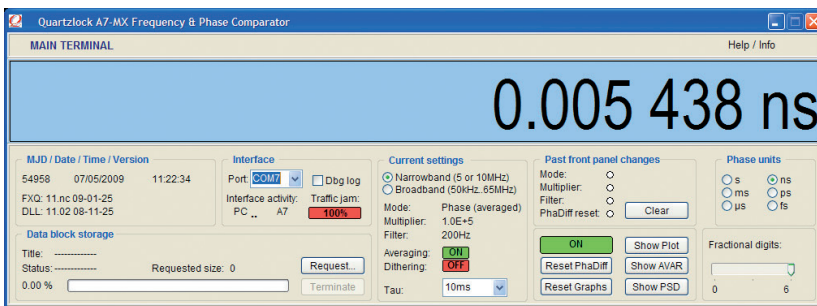 Quartzlock A7-MX Frequency & Phase Comparator
MAIN TERMINAL
Help / Info
0.005 438 ns
MJD / Date / Time / Version
54958 07/05/2009 11:22:34
FXQ: 11.nc 09-01-25
DLL: 11.02 08-11-25
Interface
Port: COM7 Dbg log
Interface activity: Traffic jam:
PC .. A7 100%
Data block storage
Title: -------------
Status: -------------
Requested size: 0
Request...
0.00 %
Terminate
Current settings
Narrowband (5 or 10MHz)
Broadband (50kHz..65MHz)
Mode: Phase (averaged)
Multiplier: 1.0E+5
Filter: 200Hz
Averaging: ON
Dithering: OFF
Tau: 10ms
Past front panel changes
Mode:
Multiplier:
Filter:
PhaDiff reset:
Clear
ON
Show Plot
Reset PhaDiff
Show AVAR
Reset Graphs
Show PSD
Phase units
s ns
ms ps
µs fs
Fractional digits:
0 6